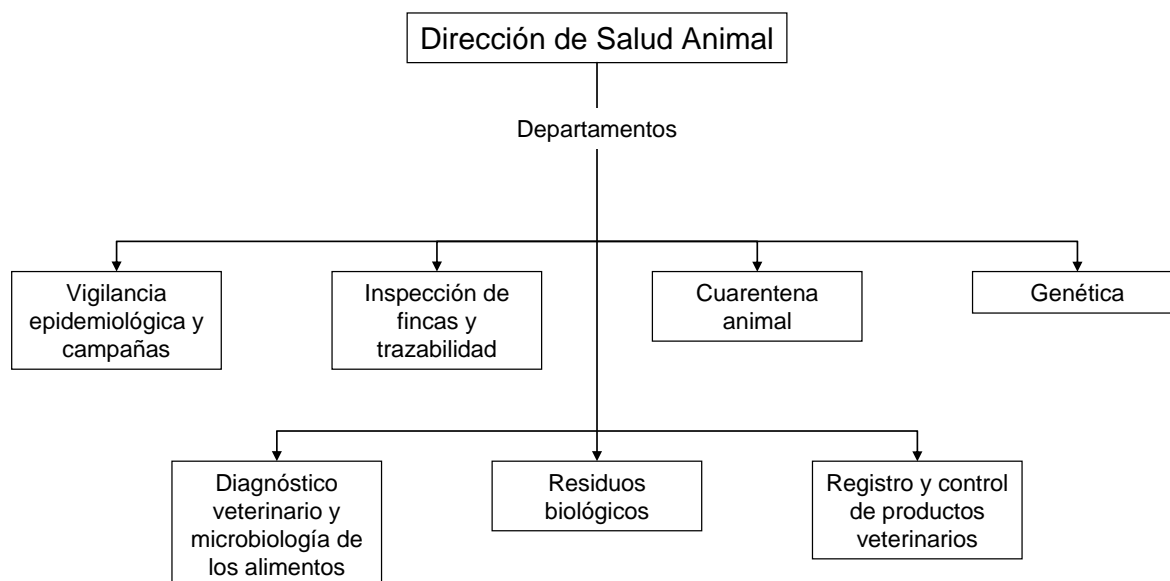 Dirección de Salud Animal
Departamentos
Vigilancia
epidemiológica y
campañas
Inspección de
fincas y
trazabilidad
Cuarentena
animal
Genética
Diagnóstico
veterinario y
microbiología de
los alimentos
Residuos
biológicos
Registro y control
de productos
veterinarios